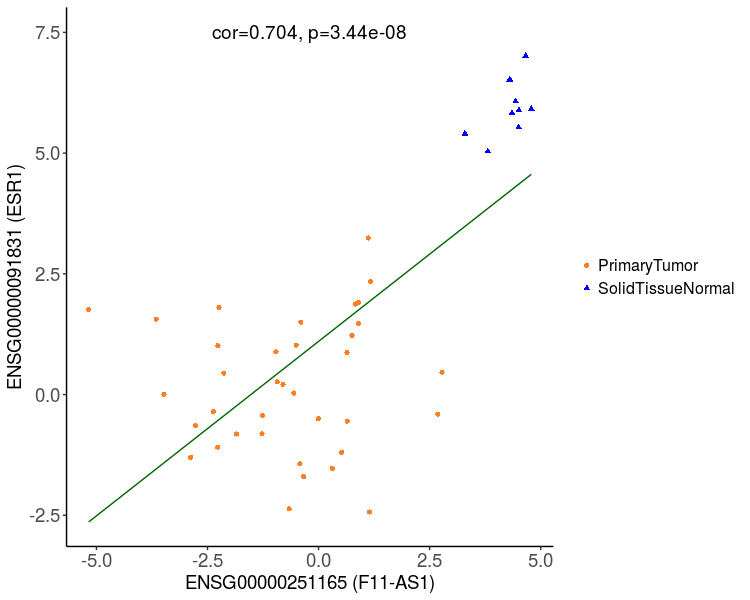 cor=0.704, p=3.44e-08
7.5
5.0
2.5
0.0
-2.5
ENSG00000091831 (ESR1)
-5.0 -2.5 0.0 2.5 5.0
ENSG00000251165 (F11-AS1)
PrimaryTumor
SolidTissueNormal